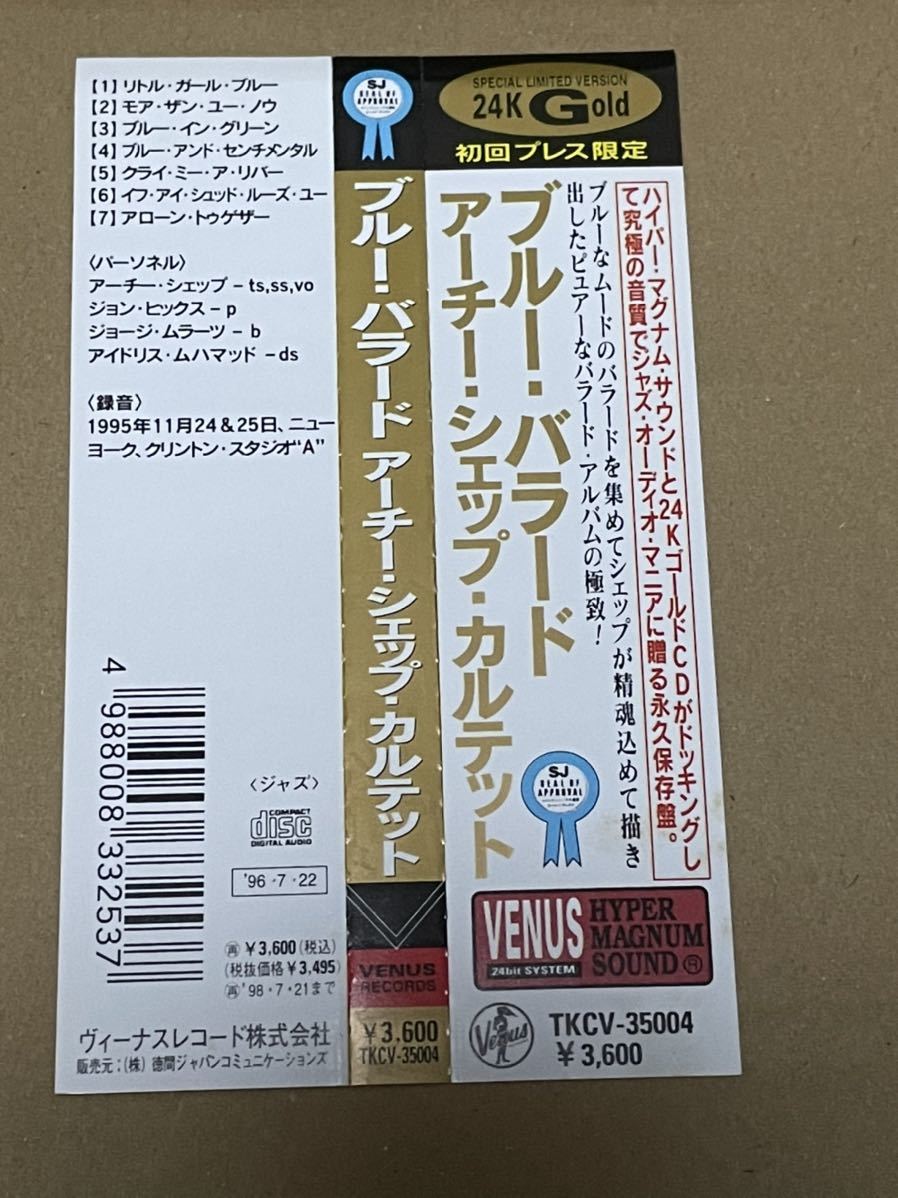 【1】リトル・ガール・ブルー
【2】モア・ザン・ユー・ノウ
【3】ブルー・イン・グリーン
【4】ブルー・アンド・センチメンタル
【5】クライ・ミー・ア・リバー
【6】イフ・アイ・シュッド・ルーズ・ユー
【7】アローン・トゥゲザー
〈パーソネル〉
アーチー・シェップ－ts,ss,vo
ジョン・ヒックス－p
ジョージ・ムラーツ－b
アイドリス・ムハマッド－ds
〈録音〉
1995年11月24&25日、ニュー
ヨーク、クリントン・スタジオ"A"
4 988008 332537
〈ジャズ〉
COMPACT
disc
DIGITAL AUDIO
'96・7・22
再 ¥3,600(税込)
(税抜価格¥3,495)
再 '98・7・21まで
ヴィーナスレコード株式会社
販売元:(株)徳間ジャパンコミュニケーションズ
SJ
SEAL OF
APPROVAL
ブルー・バラード アーチー・シェップ・カルテット
VENUS
RECORDS
¥3.600
TKCV-35004
SPECIAL LIMITED VERSION
24K Gold
初回プレス限定
ハイパー・マグナム・サウンドと24KゴールドCDがドッキングし
て究極の音質でジャズ・オーディオ・マニアに贈る永久保存盤。
ブルーなムードのバラードを集めてシェップが精魂込めて描き
出したピュアーなバラード・アルバムの極致!
ブルー・バラード
アーチー・シェップ・カルテット
SJ
SEAL OF
APPROVAL
VENUS
24bit SYSTEM
HYPER
MAGNUM
SOUND®
Venus
TKCV-35004
¥3,600